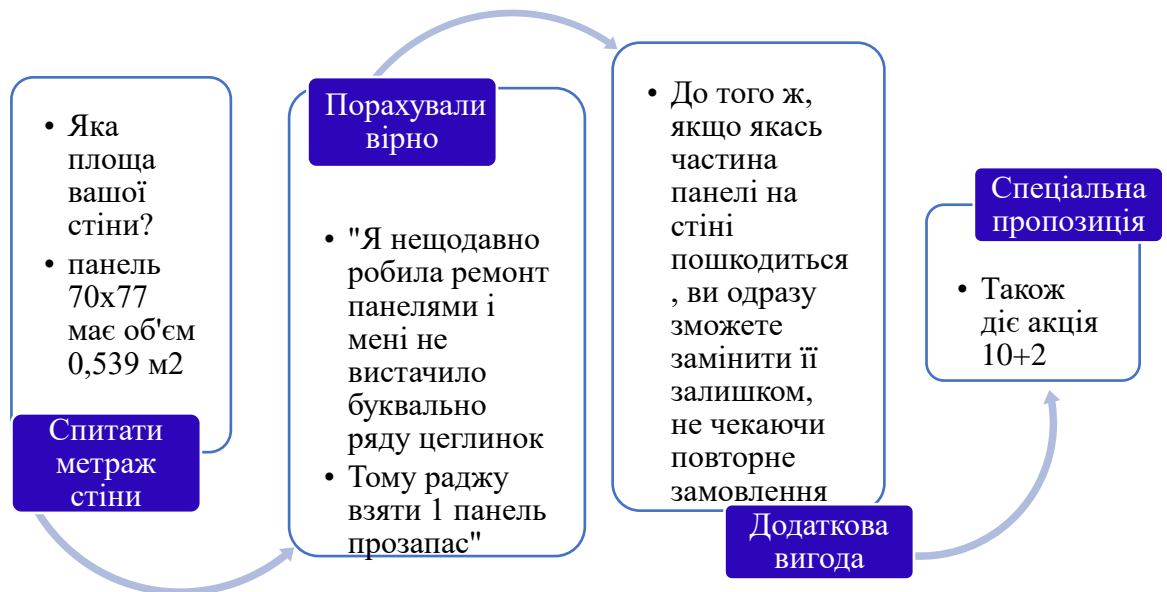 • Яка
площа
вашої
стіни?
• панель
70х77
має об'єм
0,539 м2
Спитати
метраж
стіни
Порахували
вірно
• "Я нещодавно
робила ремонт
панелями і
мені не
вистачило
буквально
ряду цеглинок
• Тому раджу
взяти 1 панель
прозапас"
• До того ж,
якщо якась
частина
панелі на
стіні
пошкодиться
, ви одразу
зможете
замінити її
залишком,
не чекаючи
повторне
замовлення
Додаткова
вигода
Спеціальна
пропозиція
• Також
діє акція
10+2